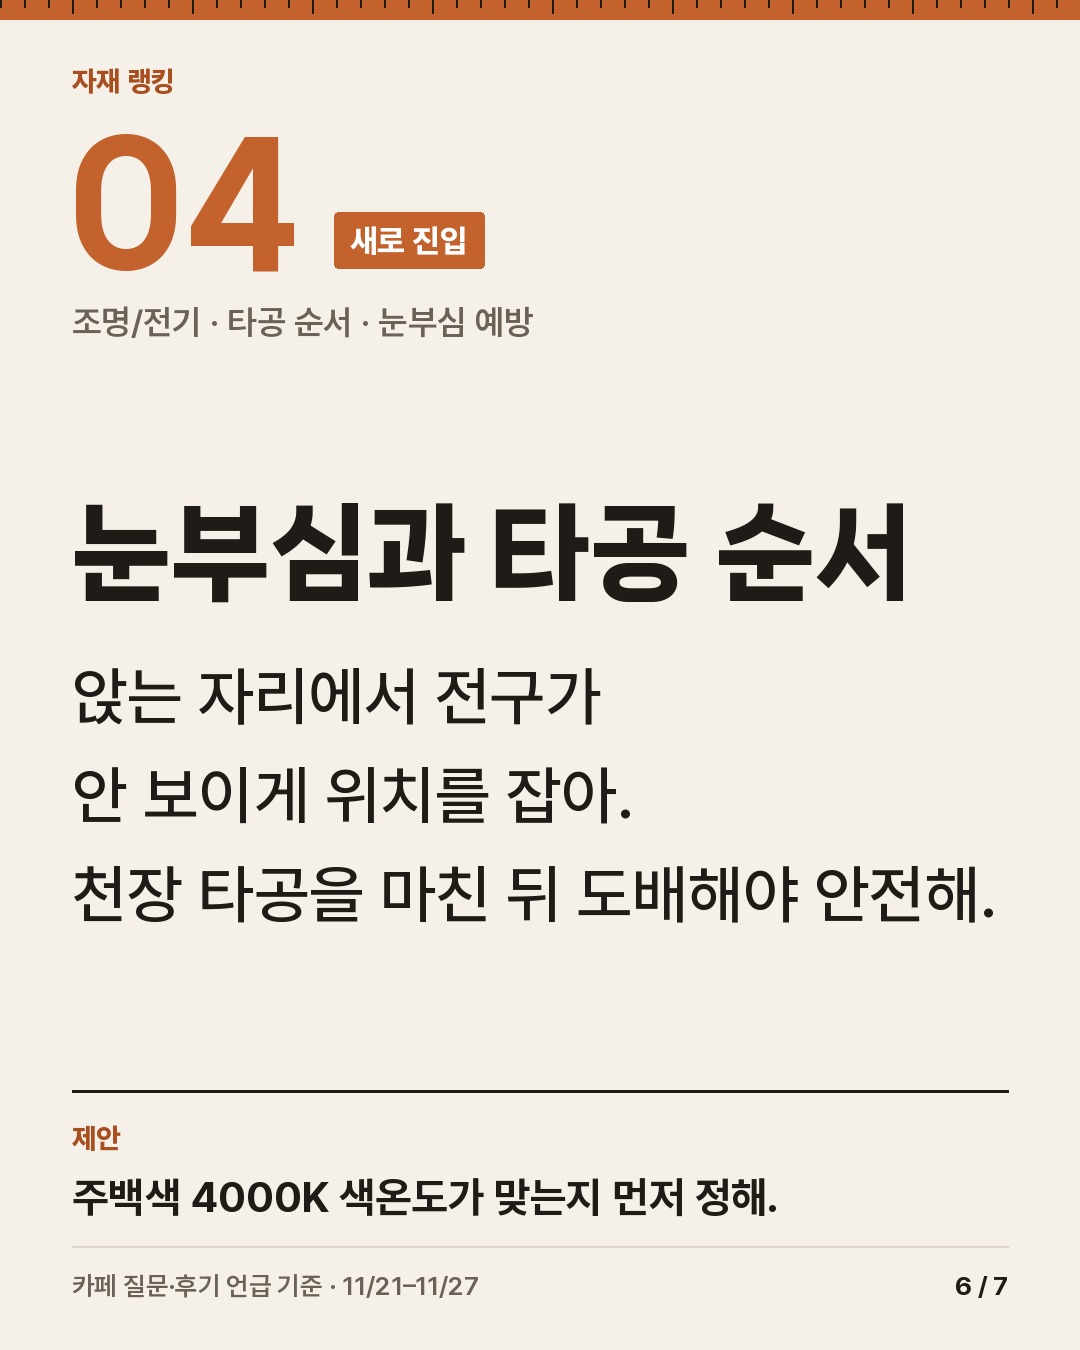 자재 랭킹
04 새로 진입
조명/전기 · 타공 순서 · 눈부심 예방
눈부심과 타공 순서
앉는 자리에서 전구가
안 보이게 위치를 잡아.
천장 타공을 마친 뒤 도배해야 안전해.
제안
주백색 4000K 색온도가 맞는지 먼저 정해.
카페 질문·후기 언급 기준 · 11/21–11/27
6 / 7